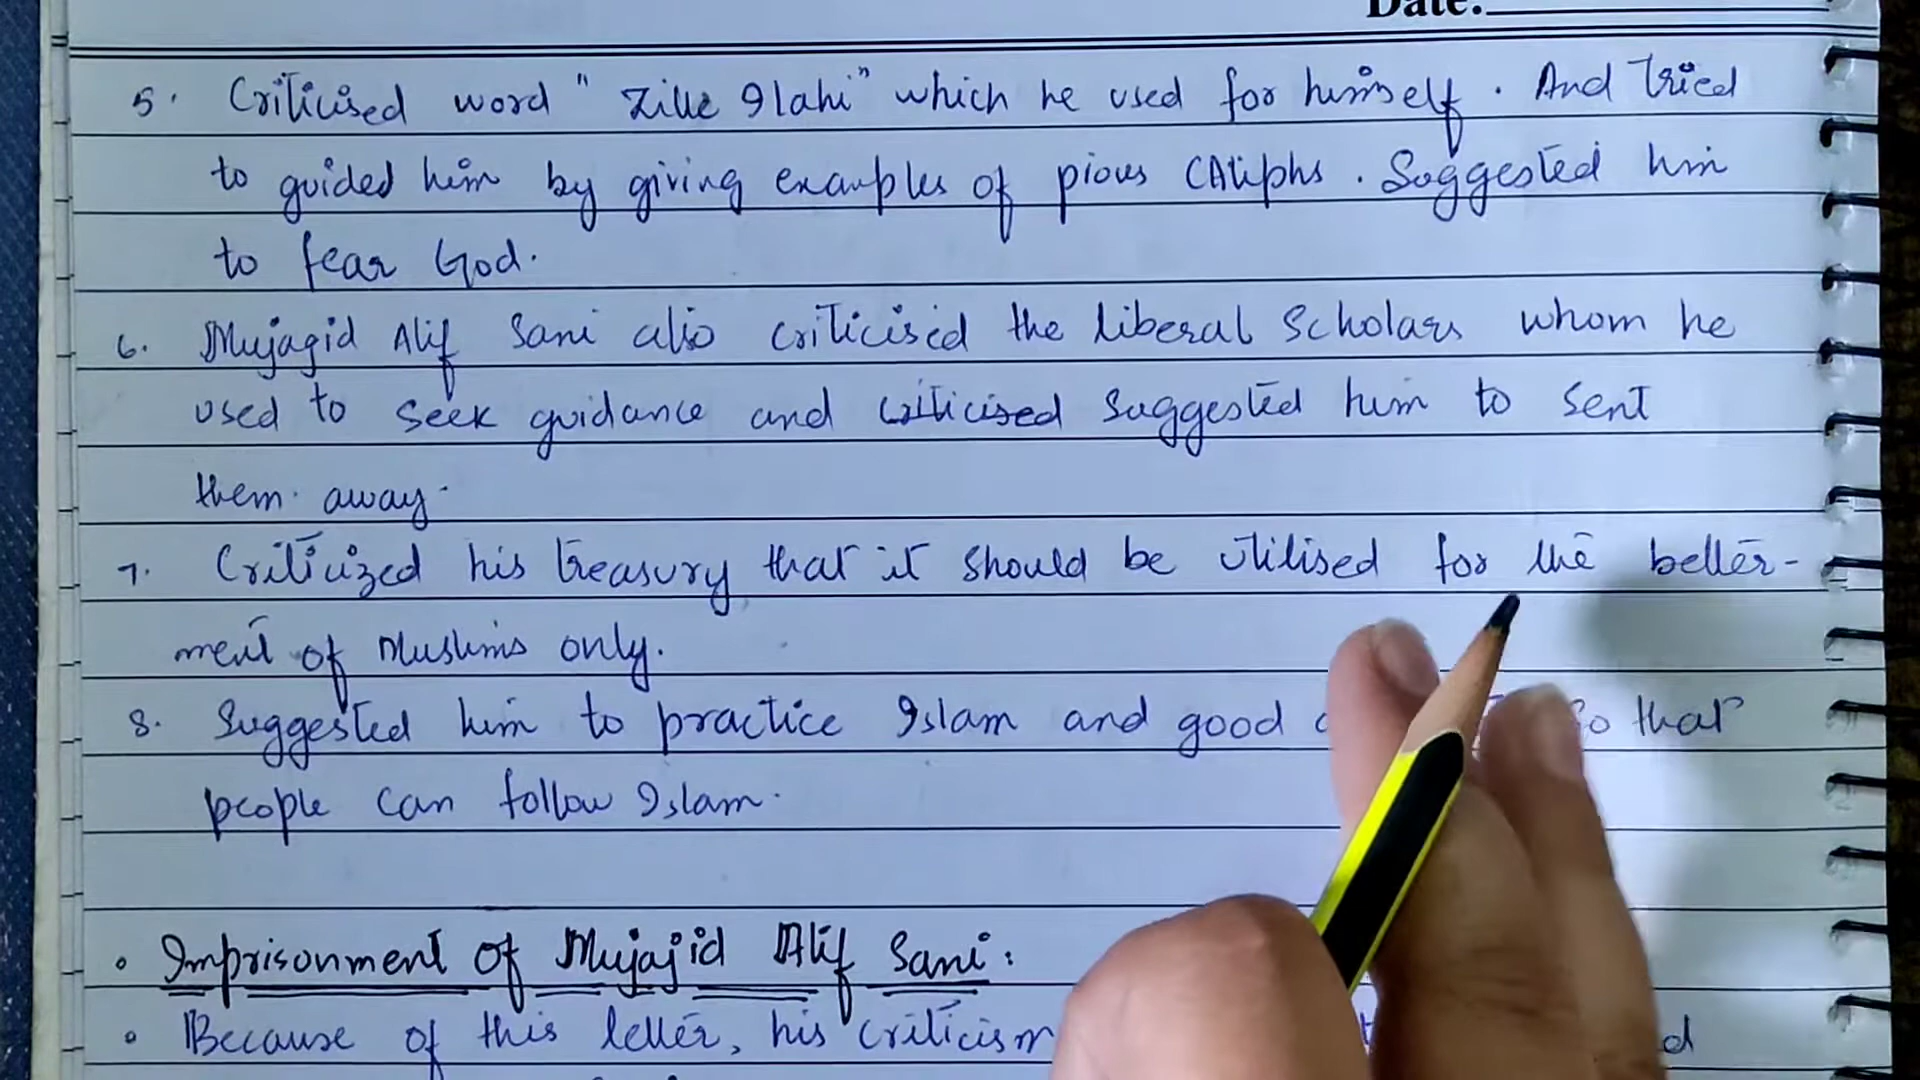 Date:
5. Criticised word "Zille Ilahi" which he used for himself. And tried
to guided him by giving examples of pious CAliphs. Suggested him
to fear God.
6. Mujagid Alif Sani also criticised the liberal Scholars whom he
used to seek guidance and criticised suggested him to sent
them away.
7. Criticized his treasury that it should be utilised for the better-
ment of Muslims only.
8. Suggested him to practice Islam and good so that
people can follow Islam.
• Imprisonment of Mujajid Alif Sani:
• Because of this letter, his criticism